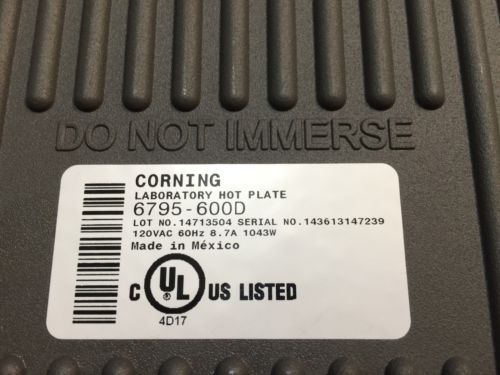 DO NOT IMMERSE
CORNING
LABORATORY HOT PLATE
6795-600D
LOT NO.14713504 SERIAL NO.143613147239
120VAC 60Hz 8.7A 1043W
Made in México
C UL US LISTED
4D17